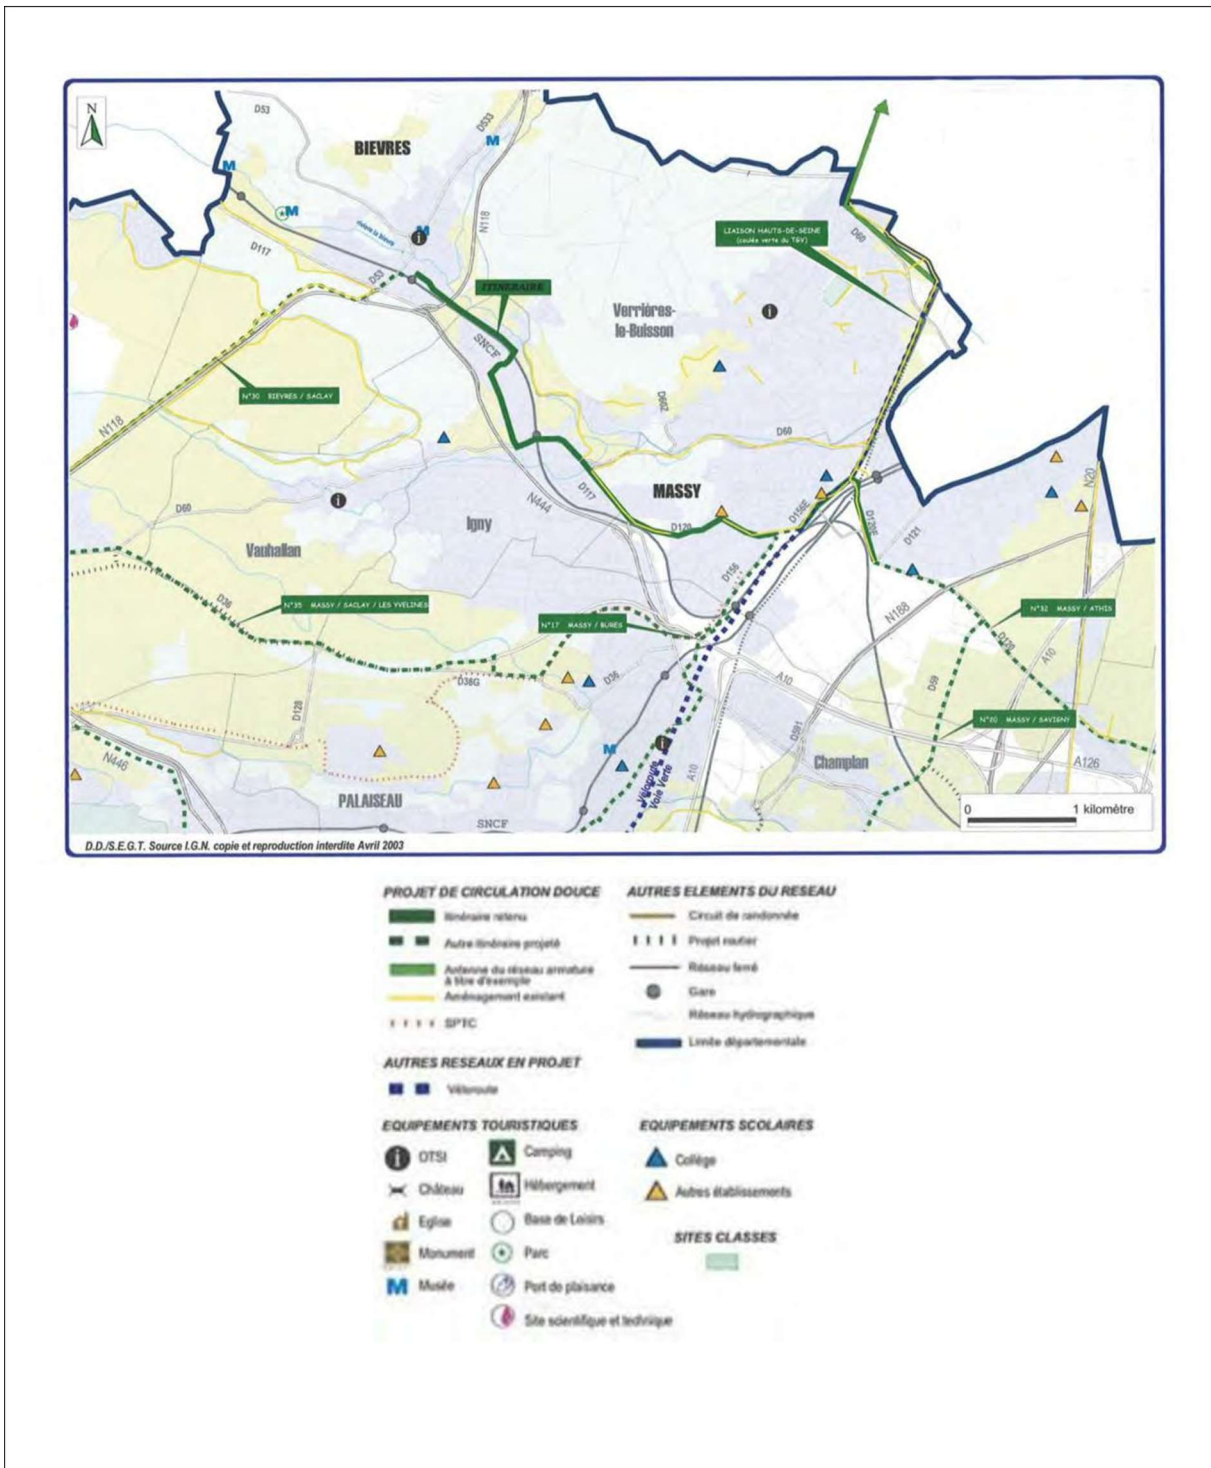 N
D53
D533
BIEVRES
M
M
M
M
N118
D117
D53
LIAISON HAUTS-DE-SEINE
(coulée verte du TGV)
D60
ITINERAIRE
Verrières-
le-Buisson
SNCF
N°30 BIEVRES / SACLAY
N118
D60
D117
MASSY
N20
N444
D60
Igny
D120
D156E
D120E
D121
Vauhallan
D156
N188
D36
N°35 MASSY / SACLAY / LES YVELINES
N°17 MASSY / BURES
N°32 MASSY / ATHIS
D120
A10
D36
D38G
A10
D59
D128
N°20 MASSY / SAVIGNY
D591
M
N446
A10
Champlan
A126
PALAISEAU
Voie Verte
SNCF
0 1 kilomètre
D.D./S.E.G.T. Source I.G.N. copie et reproduction interdite Avril 2003
PROJET DE CIRCULATION DOUCE
Itinéraire retenu
Autre itinéraire projeté
Antenne du réseau armature
à titre d'exemple
Aménagement existant
SPTC
AUTRES ELEMENTS DU RESEAU
Circuit de randonnée
Projet routier
Réseau ferré
Gare
Réseau hydrographique
Limite départementale
AUTRES RESEAUX EN PROJET
Véloroute
EQUIPEMENTS TOURISTIQUES
OTSI
Château
Eglise
Monument
M Musée
Camping
Hébergement
Base de Loisirs
Parc
Port de plaisance
Site scientifique et technique
EQUIPEMENTS SCOLAIRES
Collège
Autres établissements
SITES CLASSES